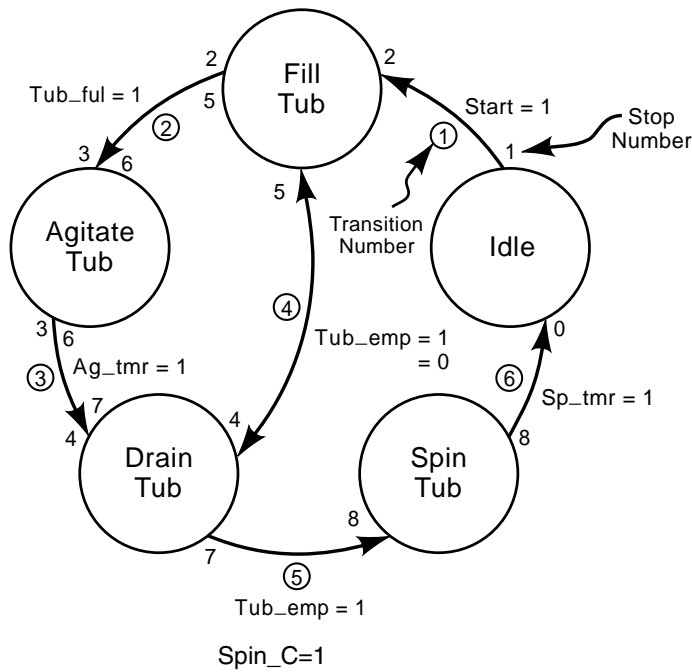 Fill
Tub
2
5
2
5
Tub_ful = 1
②
3
6
Start = 1
①
1
Stop
Number
Transition
Number
Agitate
Tub
Idle
3
6
③
Ag_tmr = 1
7
4
④
Tub_emp = 1
= 0
4
0
⑥
Sp_tmr = 1
8
Drain
Tub
Spin
Tub
7
8
⑤
Tub_emp = 1
Spin_C=1